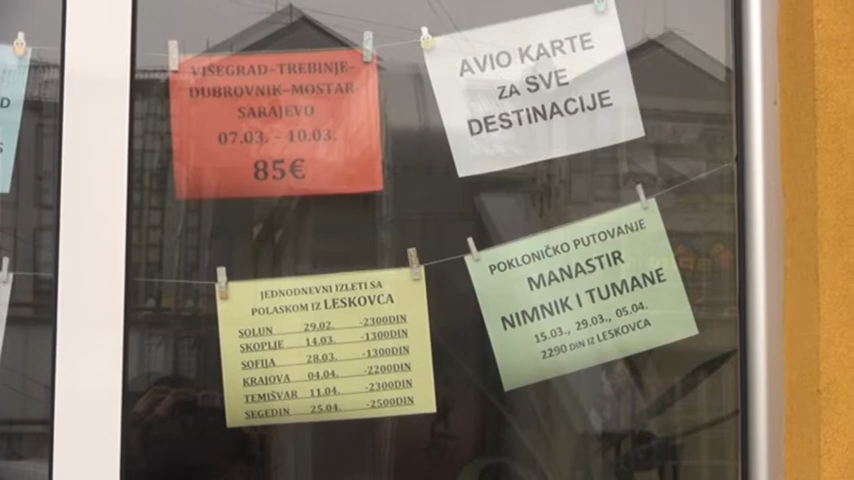 VIŠEGRAD-TREBINJE-
DUBROVNIK-MOSTAR-
SARAJEVO
07.03. - 10.03.
85€
AVIO KARTE
ZA SVE
DESTINACIJE
JEDNODNEVNI IZLETI SA
POLASKOM IZ LESKOVCA
SOLUN 29.02. -2300DIN
SKOPLJE 14.03. -1300DIN
SOFIJA 28.03. -1300DIN
KRAJOVA 04.04. -2200DIN
TEMIŠVAR 11.04. -2300DIN
SEGEDIN 25.04. -2500DIN
POKLONIČKO PUTOVANJE
MANASTIR
NIMNIK I TUMANE
15.03., 29.03., 05.04.
2290 DIN IZ LESKOVCA